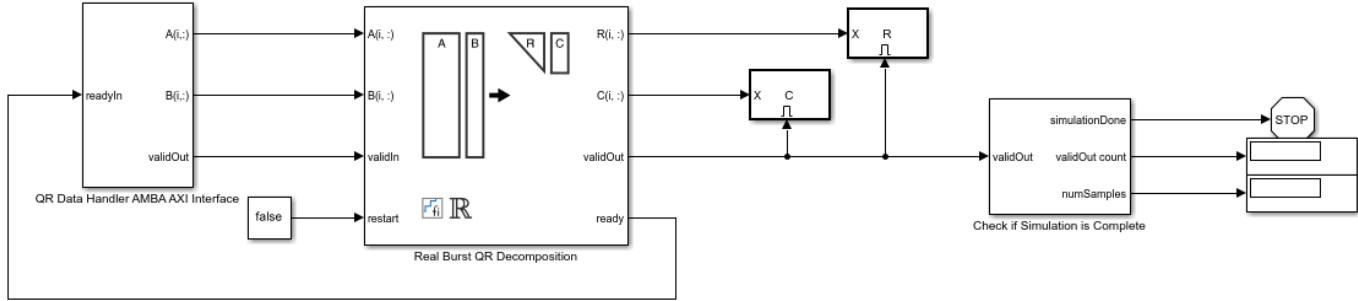 A(i,:)
readyIn
B(i,:)
validOut
QR Data Handler AMBA AXI Interface
false
A(i, :)
B(i, :)
validIn
restart
A
B
R
C
fi
ℝ
R(i, :)
C(i, :)
validOut
ready
Real Burst QR Decomposition
X R
X C
validOut
simulationDone
validOut count
numSamples
Check if Simulation is Complete
STOP